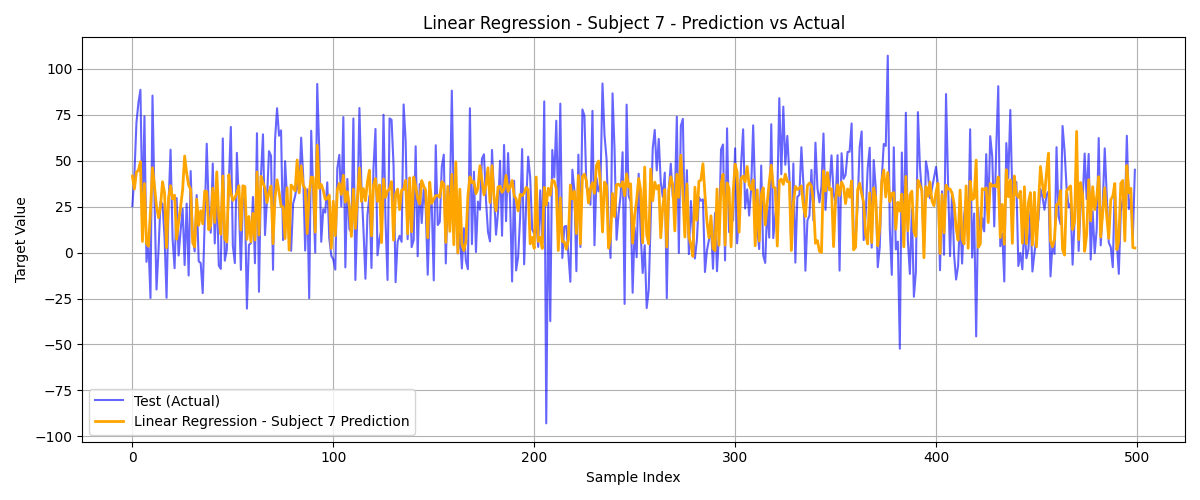 Linear Regression - Subject 7 - Prediction vs Actual
Target Value
100
75
50
25
0
−25
−50
−75
−100
Test (Actual)
Linear Regression - Subject 7 Prediction
0 100 200 300 400 500
Sample Index